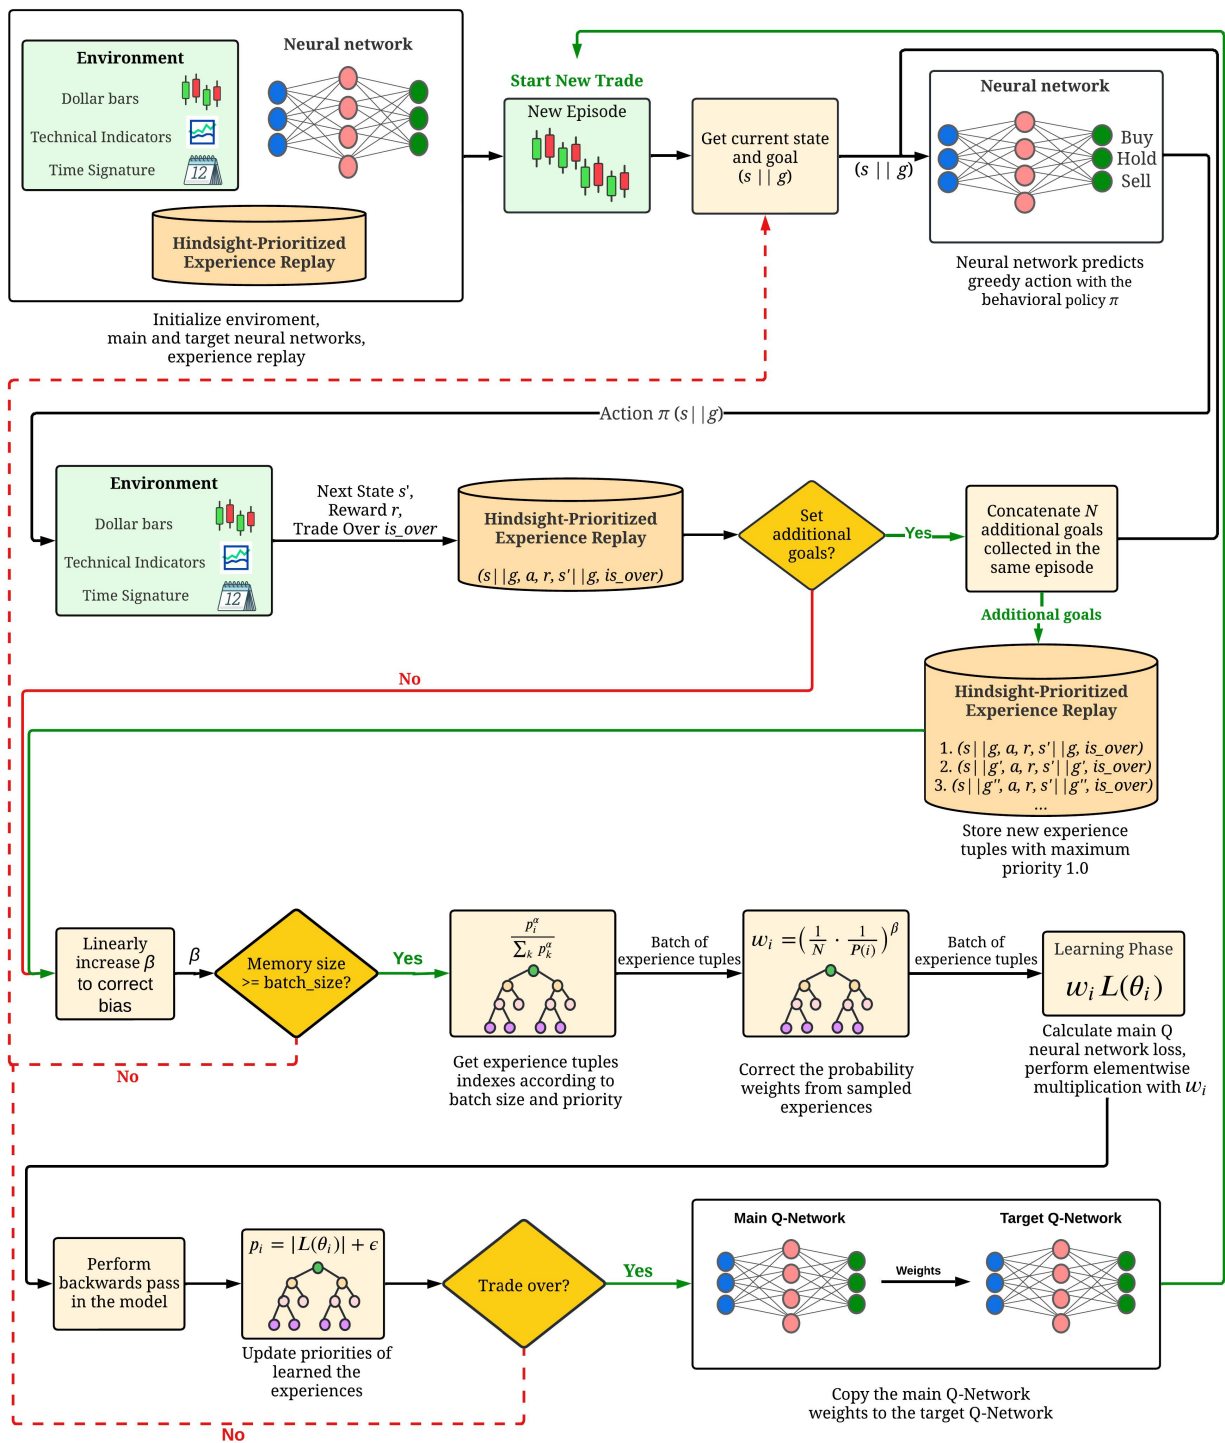 Environment
Dollar bars
Technical Indicators
Time Signature
12
Neural network
Hindsight-Prioritized
Experience Replay
Initialize enviroment,
main and target neural networks,
experience replay
Start New Trade
New Episode
Get current state
and goal
(s || g)
(s || g)
Neural network
Buy
Hold
Sell
Neural network predicts
greedy action with the
behavioral policy π
Action π (s||g)
Environment
Dollar bars
Technical Indicators
Time Signature
12
Next State s',
Reward r,
Trade Over is_over
Hindsight-Prioritized
Experience Replay
(s||g, a, r, s'||g, is_over)
Set
additional
goals?
Yes
Concatenate N
additional goals
collected in the
same episode
Additional goals
No
Hindsight-Prioritized
Experience Replay
1. (s||g, a, r, s'||g, is_over)
2. (s||g', a, r, s'||g', is_over)
3. (s||g'', a, r, s'||g'', is_over)
...
Store new experience
tuples with maximum
priority 1.0
Linearly
increase β
to correct
bias
β
Memory size
>= batch_size?
Yes
No
p_i^α / ∑_k p_k^α
Get experience tuples
indexes according to
batch size and priority
Batch of
experience tuples
w_i = (1/N · 1/P(i))^β
Correct the probability
weights from sampled
experiences
Batch of
experience tuples
Learning Phase
w_i L(θ_i)
Calculate main Q
neural network loss,
perform elementwise
multiplication with w_i
Perform
backwards pass
in the model
p_i = |L(θ_i)| + ϵ
Update priorities of
learned the
experiences
Trade over?
Yes
No
Main Q-Network
Weights
Target Q-Network
Copy the main Q-Network
weights to the target Q-Network